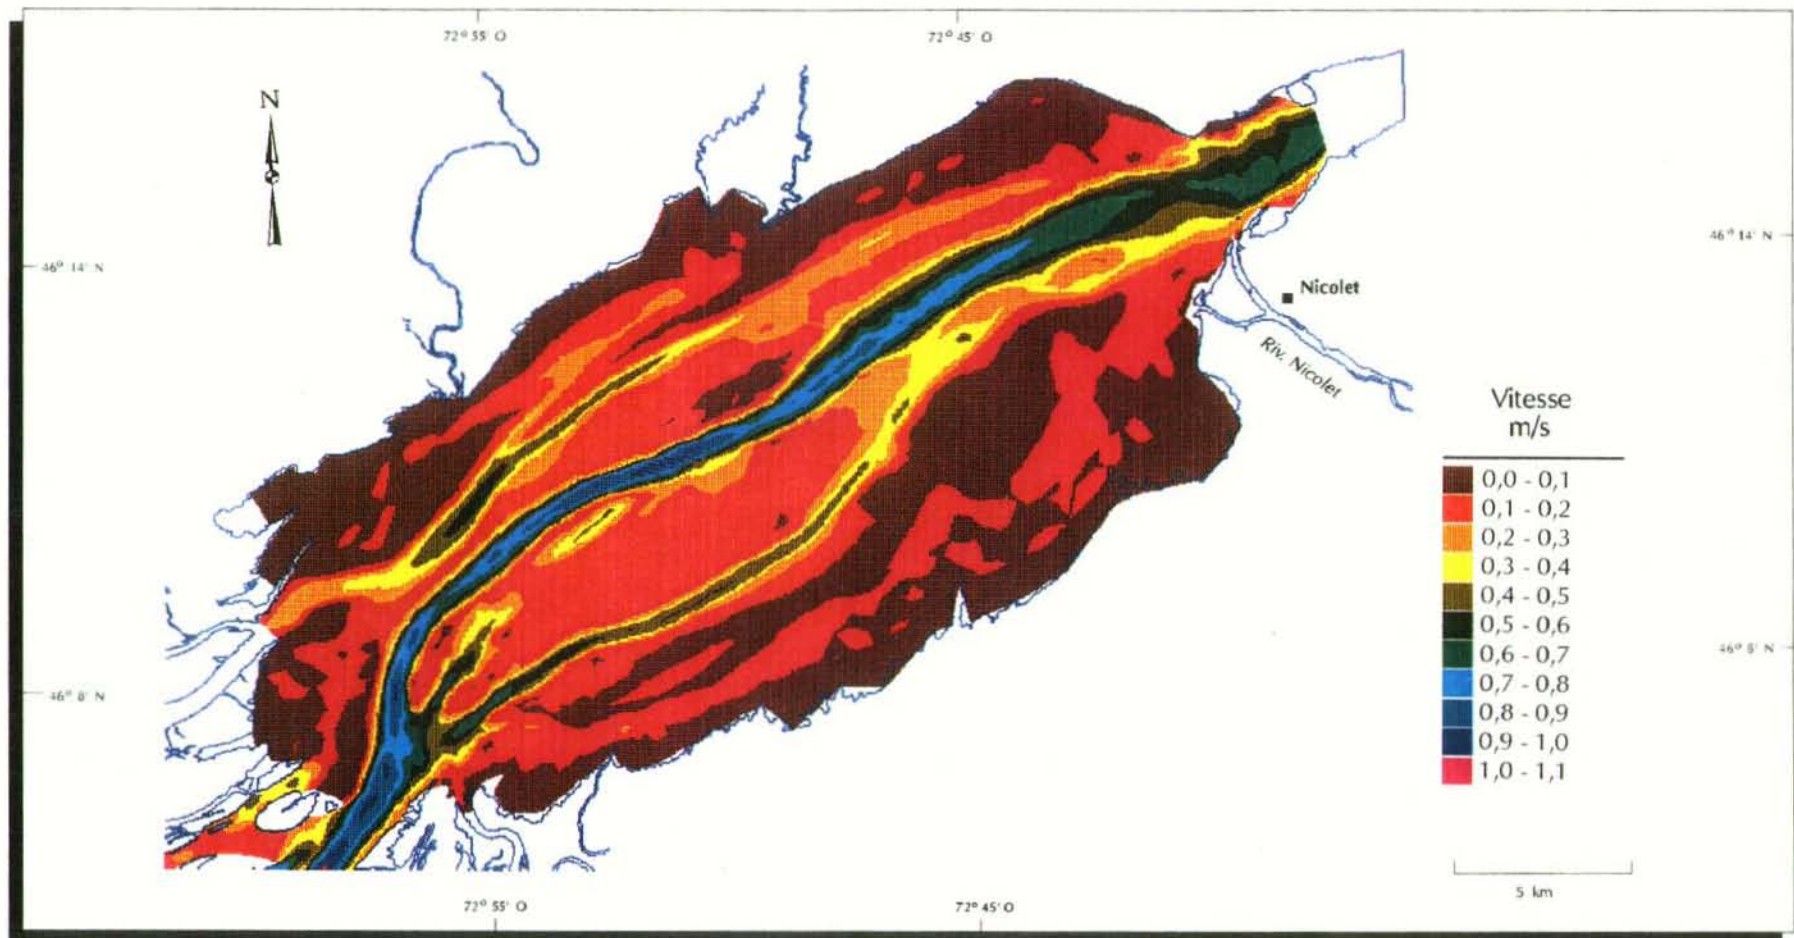 72° 55' O
72° 45' O
N
46° 14' N
46° 14' N
Nicolet
Riv. Nicolet
Vitesse
m/s
0,0 - 0,1
0,1 - 0,2
0,2 - 0,3
0,3 - 0,4
0,4 - 0,5
0,5 - 0,6
0,6 - 0,7
0,7 - 0,8
0,8 - 0,9
0,9 - 1,0
1,0 - 1,1
46° 8' N
46° 8' N
5 km
72° 55' O
72° 45' O